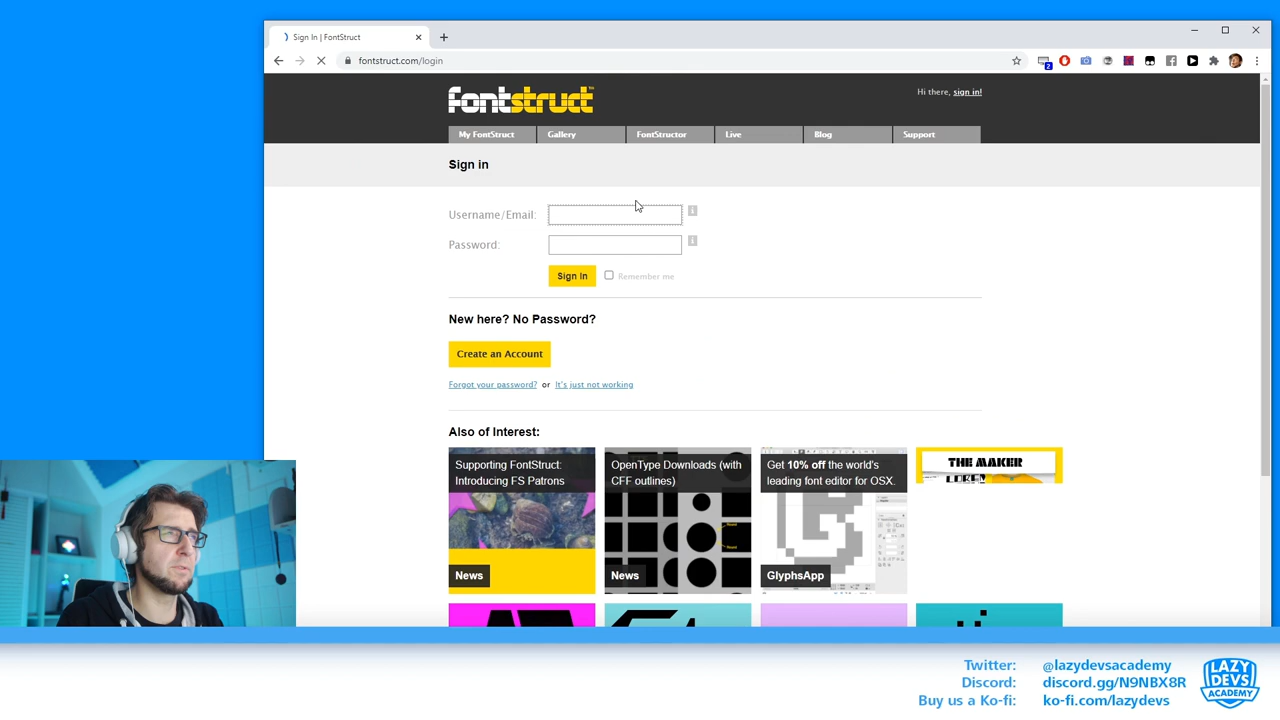 Sign In | FontStruct
fontstruct.com/login
2
fontstruct
Hi there, sign in!
My FontStruct
Gallery
FontStructor
Live
Blog
Support
Sign in
Username/Email:
Password:
Sign In
Remember me
New here? No Password?
Create an Account
Forgot your password? or It's just not working
Also of Interest:
Supporting FontStruct:
Introducing FS Patrons
News
OpenType Downloads (with
CFF outlines)
News
Get 10% off the world's
leading font editor for OSX.
GlyphsApp
THE MAKER
Twitter: @lazydevsacademy
Discord: discord.gg/N9NBX8R
Buy us a Ko-fi: ko-fi.com/lazydevs
LAZY
DEVS
ACADEMY